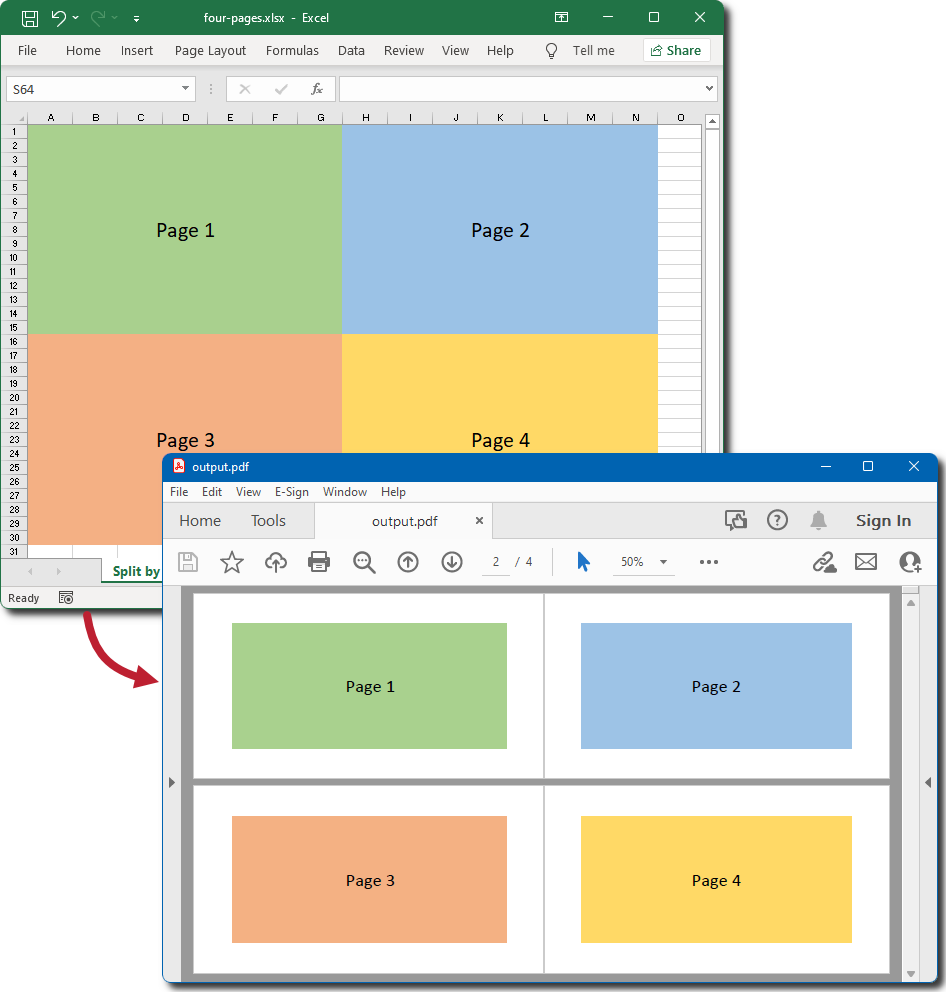 four-pages.xlsx - Excel
File Home Insert Page Layout Formulas Data Review View Help Tell me Share
S64 fx
A B C D E F G H I J K L M N O
1
2
3
4
5
6
7
8
9
10
11
12
13
14
15
16
17
18
19
20
21
22
23
24
25
26
27
28
29
30
31
Page 1 Page 2
Page 3 Page 4
Split by
Ready
output.pdf
File Edit View E-Sign Window Help
Home Tools output.pdf Sign In
2 / 4 50%
Page 1 Page 2
Page 3 Page 4